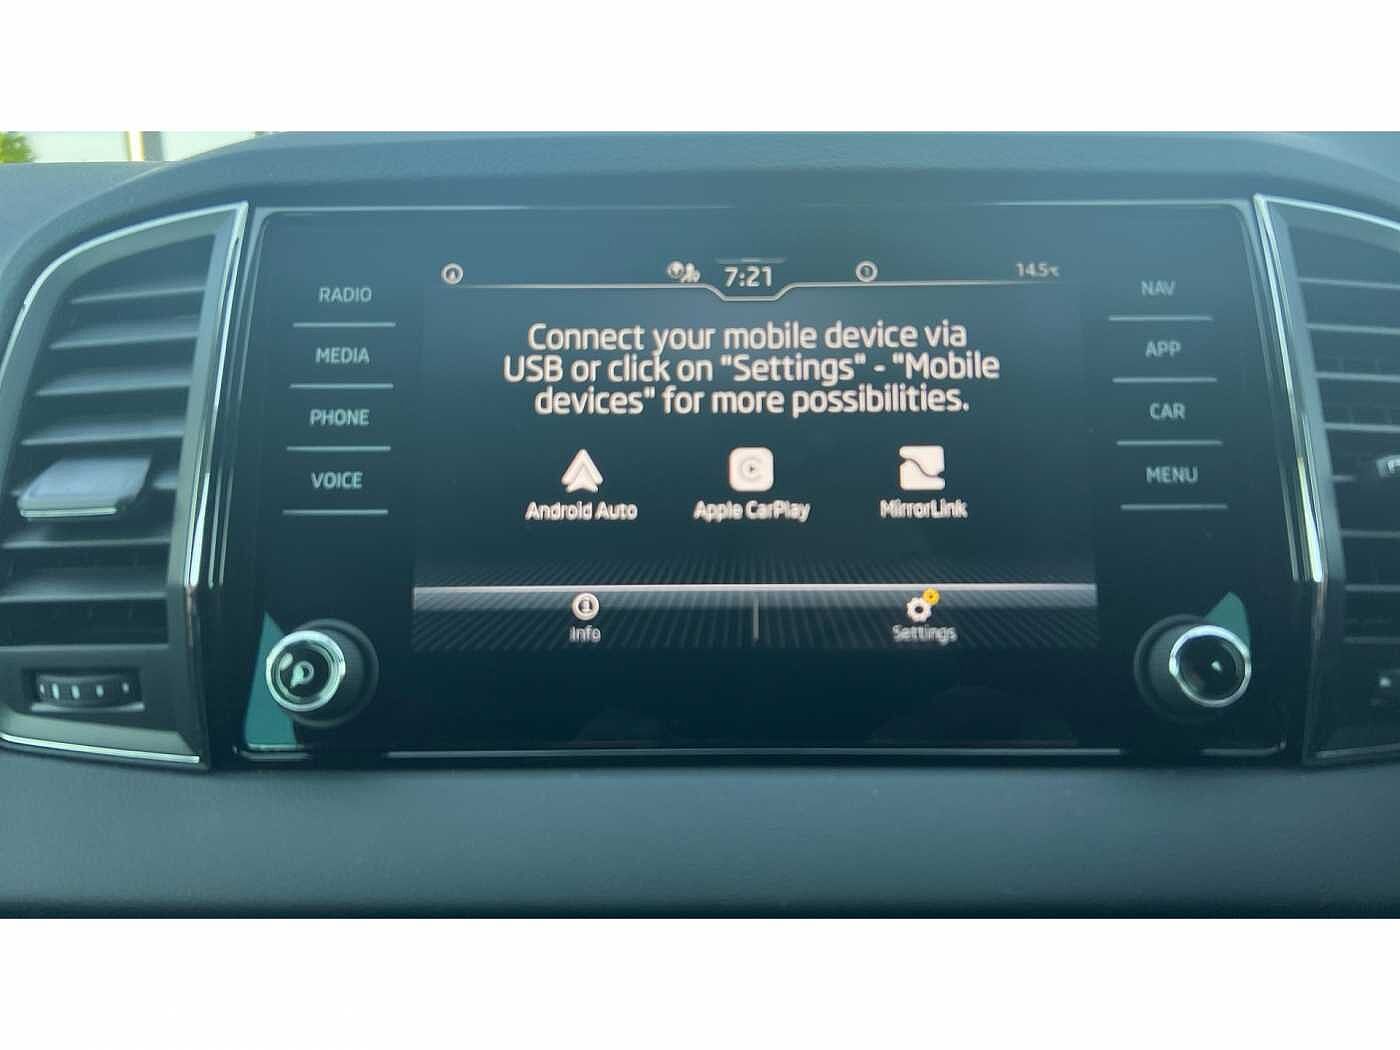 7:21
14.5°C
RADIO
MEDIA
PHONE
VOICE
Connect your mobile device via
USB or click on "Settings" - "Mobile
devices" for more possibilities.
Android Auto
Apple CarPlay
MirrorLink
Info
Settings
NAV
APP
CAR
MENU